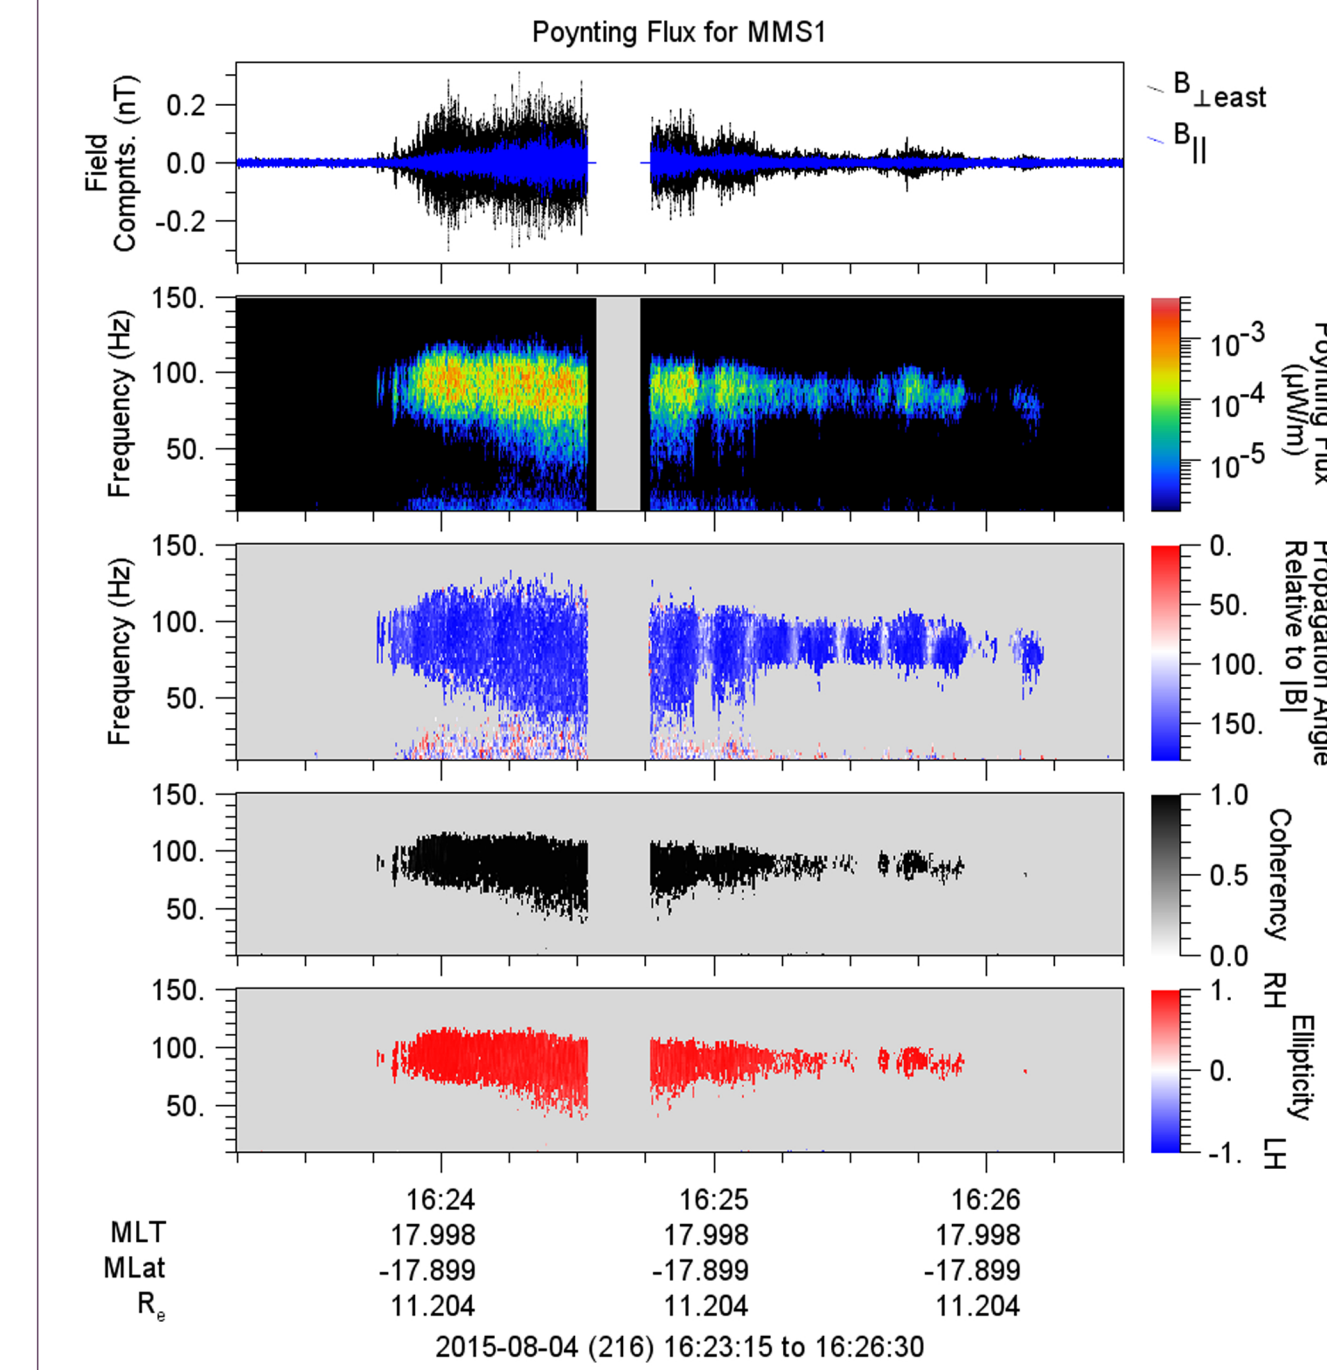 Poynting Flux for MMS1
Field
Compnts. (nT)
0.2
0.0
-0.2
B⊥east
B||
Frequency (Hz)
150.
100.
50.
10-3
10-4
10-5
Poynting Flux
(μW/m)
Frequency (Hz)
150.
100.
50.
0.
50.
100.
150.
Propagation Angle
Relative to |B|
150.
100.
50.
1.0
0.5
0.0
Coherency
150.
100.
50.
1.
0.
-1.
RH
LH
Ellipticity
16:24 16:25 16:26
MLT 17.998 17.998 17.998
MLat -17.899 -17.899 -17.899
Re 11.204 11.204 11.204
2015-08-04 (216) 16:23:15 to 16:26:30